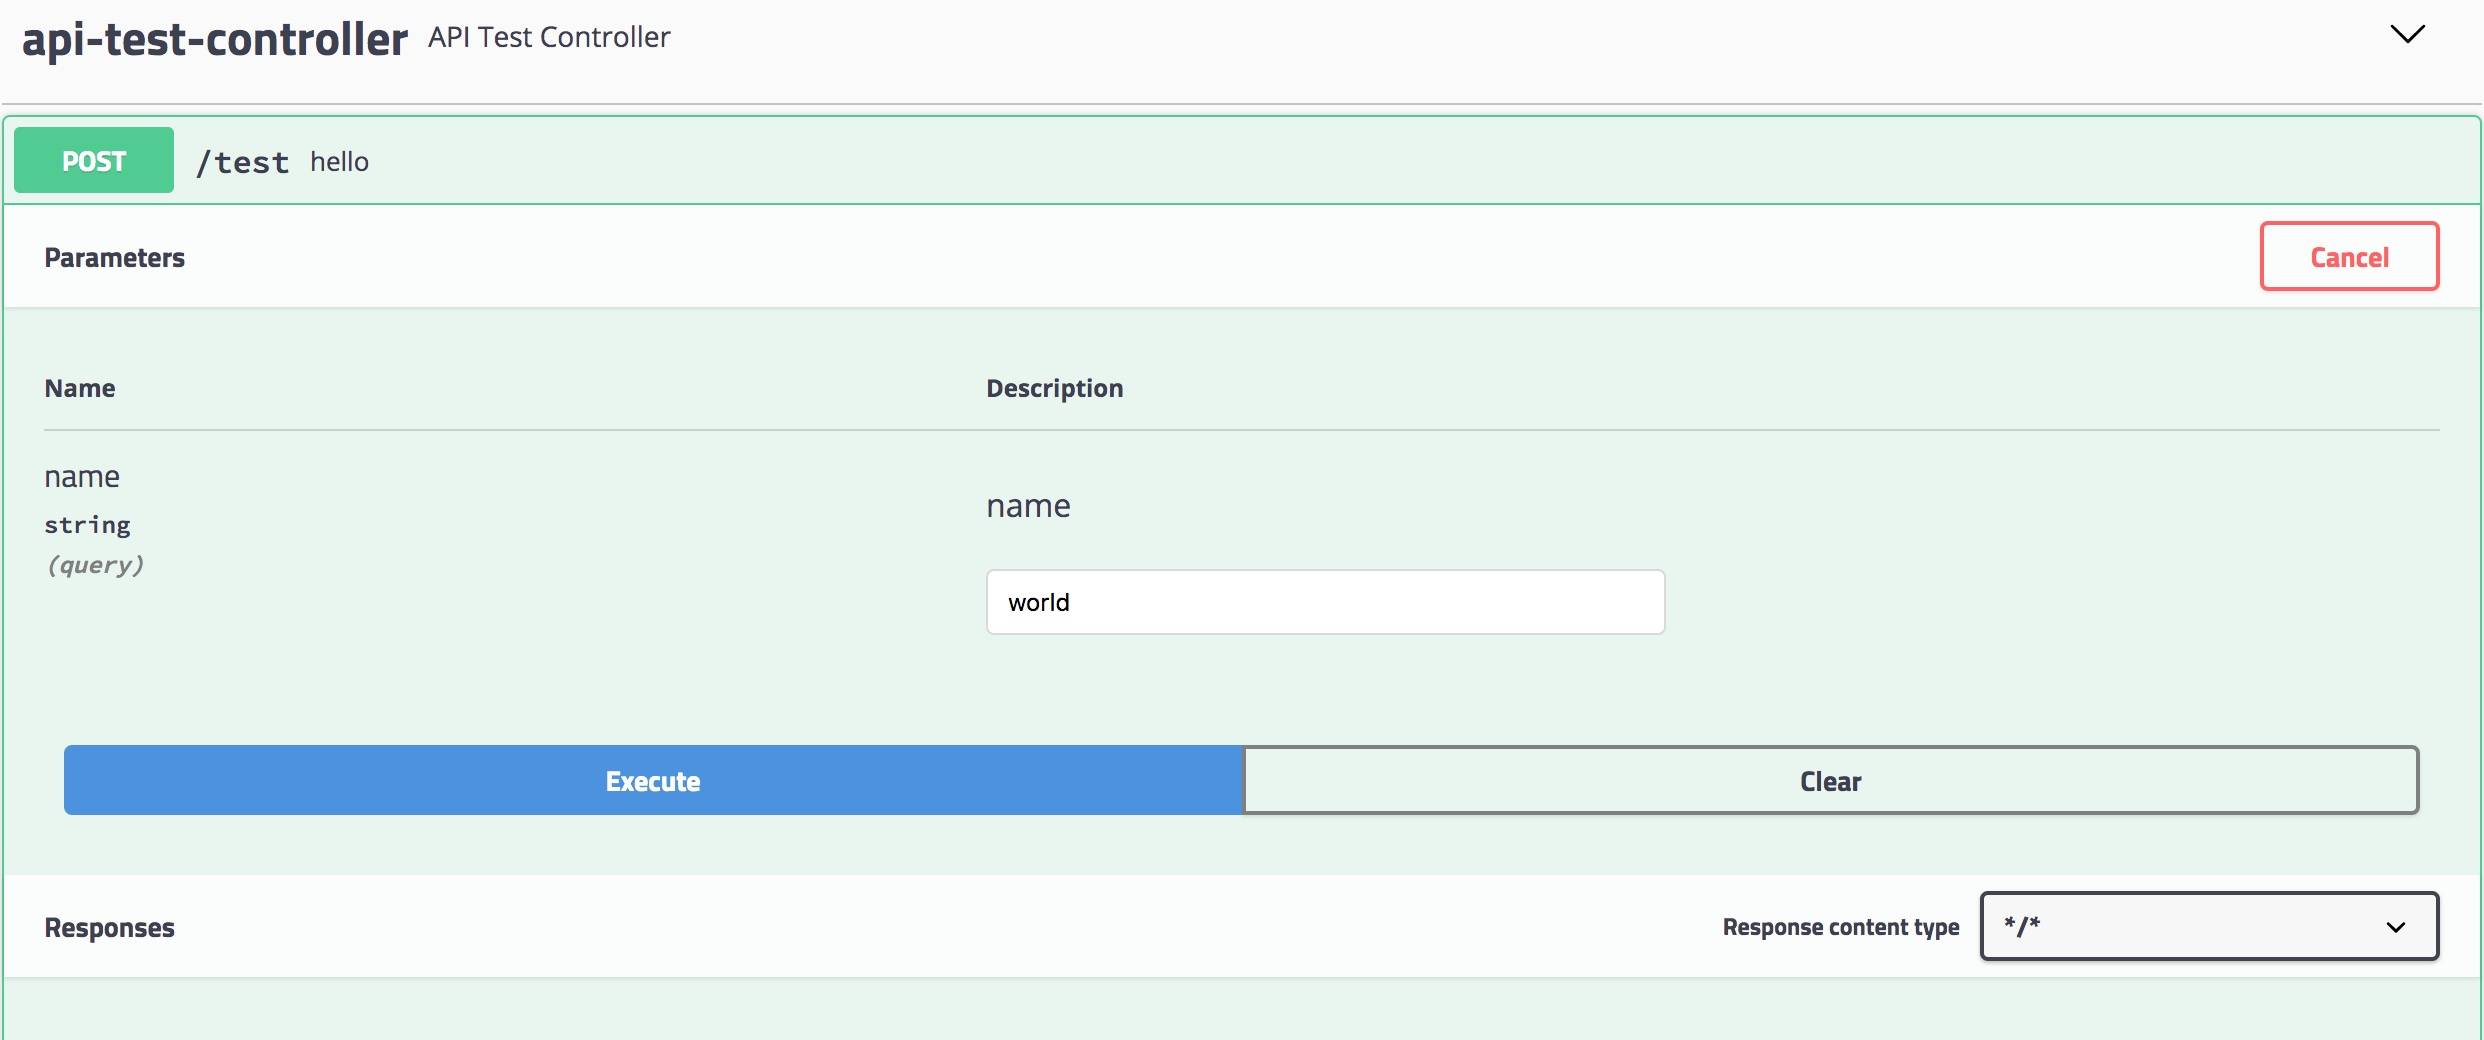 api-test-controller API Test Controller
POST /test hello
Parameters Cancel
Name Description
name
string
(query)
name
world
Execute Clear
Responses Response content type */*